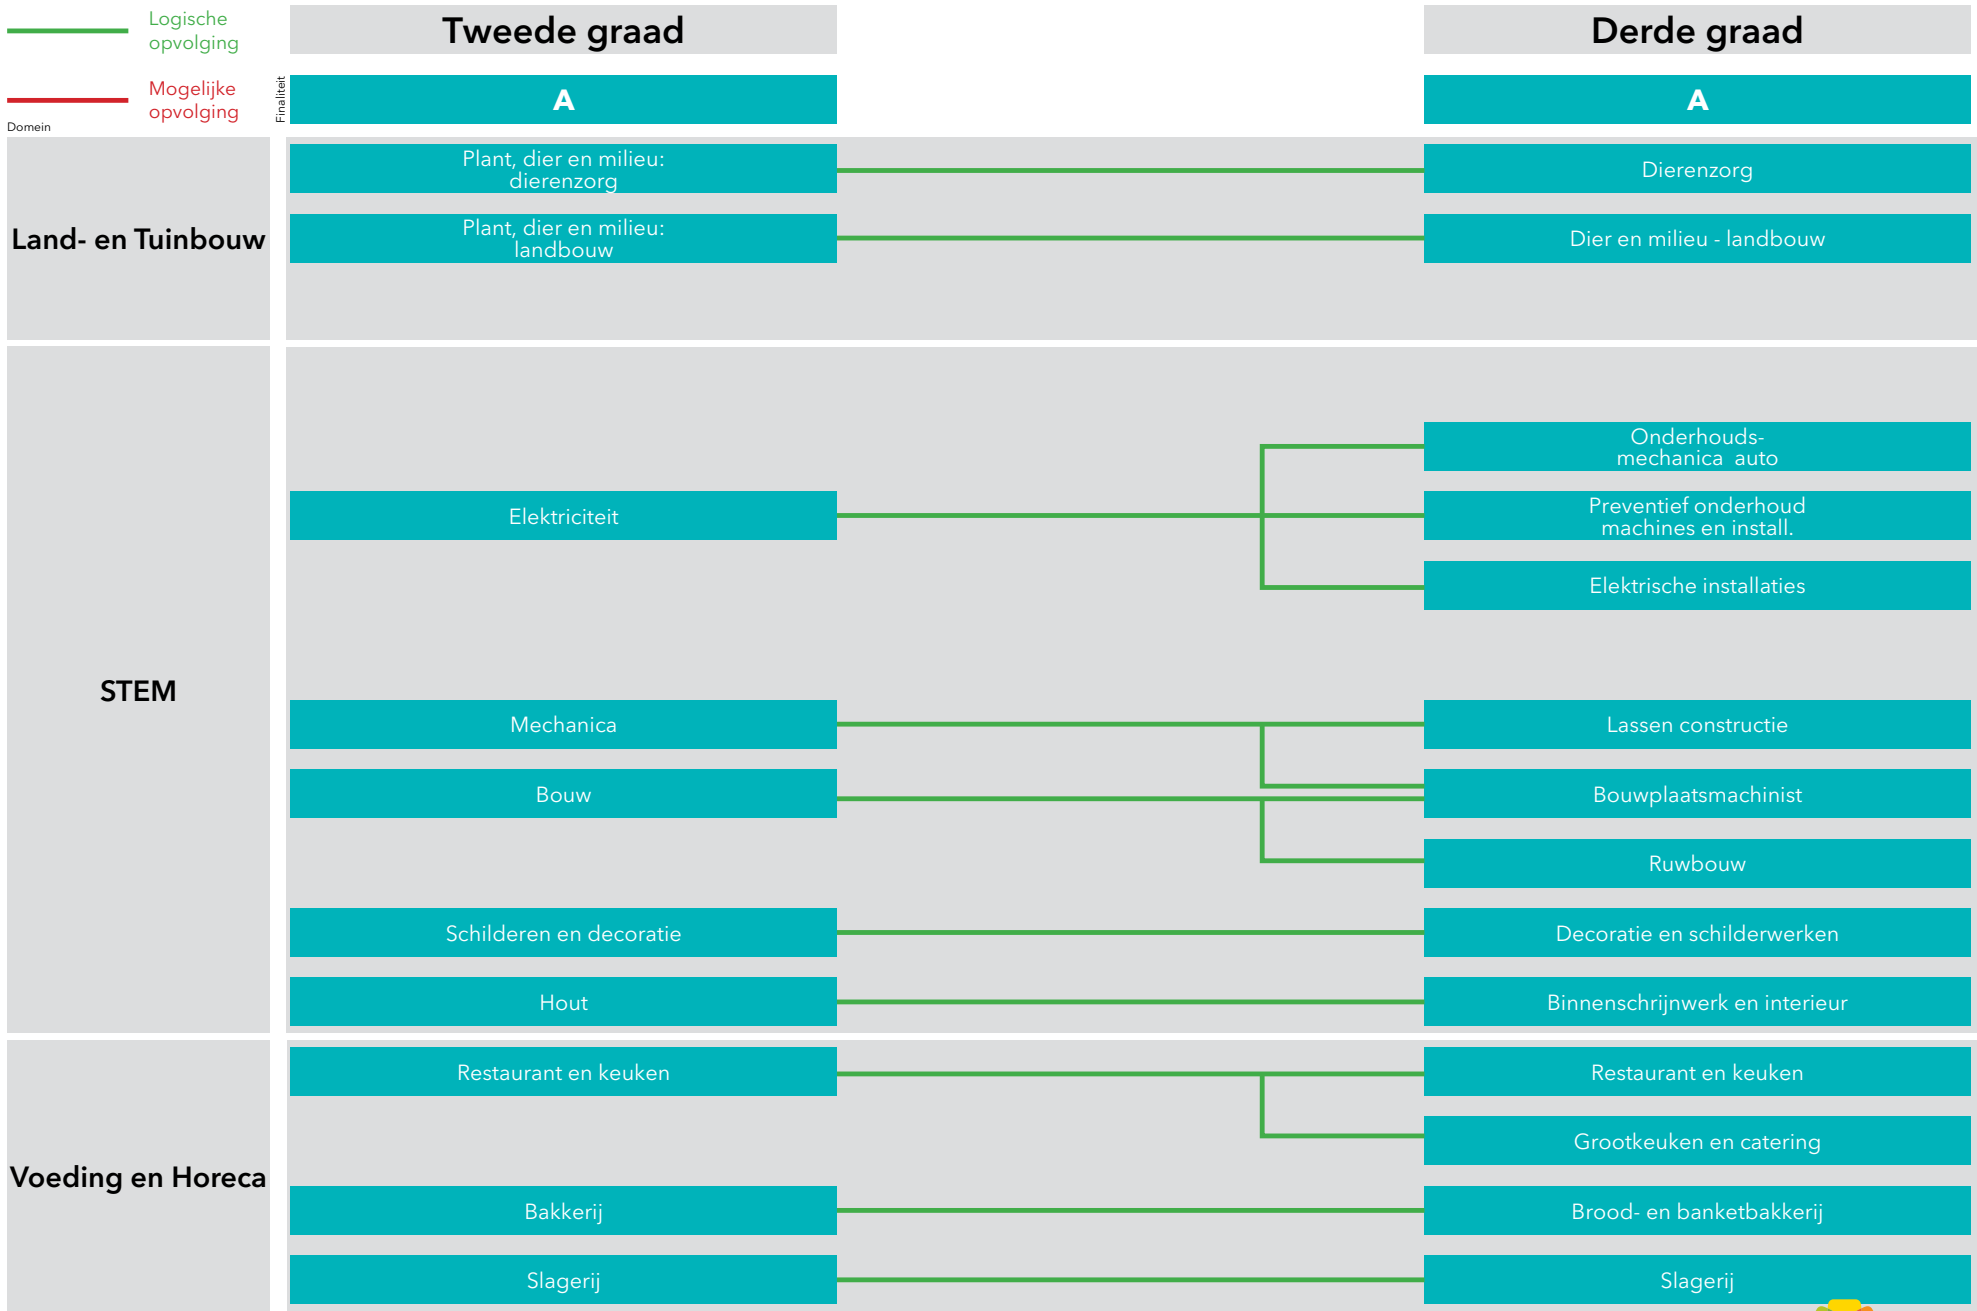 Logische
opvolging
Mogelijke
opvolging
Domein
Finaliteit
Tweede graad
Derde graad
A
A
Land- en Tuinbouw
Plant, dier en milieu:
dierenzorg
Dierenzorg
Plant, dier en milieu:
landbouw
Dier en milieu - landbouw
STEM
Elektriciteit
Onderhouds-
mechanica auto
Preventief onderhoud
machines en install.
Elektrische installaties
Mechanica
Lassen constructie
Bouw
Bouwplaatsmachinist
Ruwbouw
Schilderen en decoratie
Decoratie en schilderwerken
Hout
Binnenschrijnwerk en interieur
Voeding en Horeca
Restaurant en keuken
Restaurant en keuken
Grootkeuken en catering
Bakkerij
Brood- en banketbakkerij
Slagerij
Slagerij